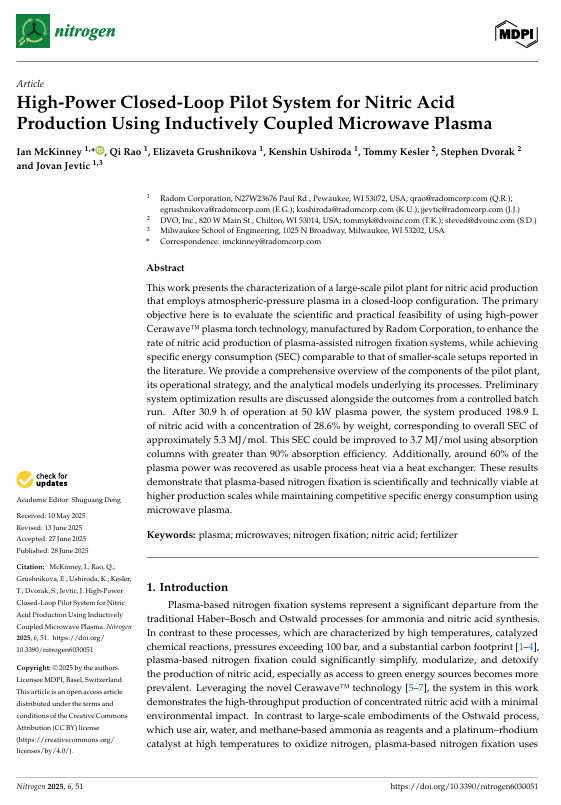 nitrogen
MDPI
Article
High-Power Closed-Loop Pilot System for Nitric Acid
Production Using Inductively Coupled Microwave Plasma
Ian McKinney 1,*, Qi Rao 1, Elizaveta Grushnikova 1, Kenshin Ushiroda 1, Tommy Kesler 2, Stephen Dvorak 2
and Jovan Jevtic 1,3
1 Radom Corporation, N27W23676 Paul Rd., Pewaukee, WI 53072, USA; qrao@radomcorp.com (Q.R.);
egrushnikova@radomcorp.com (E.G.); kushiroda@radomcorp.com (K.U.); jjevtic@radomcorp.com (J.J.)
2 DVO, Inc., 820 W Main St., Chilton, WI 53014, USA; tommyk@dvoinc.com (T.K.); steved@dvoinc.com (S.D.)
3 Milwaukee School of Engineering, 1025 N Broadway, Milwaukee, WI 53202, USA
* Correspondence: imckinney@radomcorp.com
Abstract
This work presents the characterization of a large-scale pilot plant for nitric acid production
that employs atmospheric-pressure plasma in a closed-loop configuration. The primary
objective here is to evaluate the scientific and practical feasibility of using high-power
Cerawave™ plasma torch technology, manufactured by Radom Corporation, to enhance the
rate of nitric acid production of plasma-assisted nitrogen fixation systems, while achieving
specific energy consumption (SEC) comparable to that of smaller-scale setups reported in
the literature. We provide a comprehensive overview of the components of the pilot plant,
its operational strategy, and the analytical models underlying its processes. Preliminary
system optimization results are discussed alongside the outcomes from a controlled batch
run. After 30.9 h of operation at 50 kW plasma power, the system produced 198.9 L
of nitric acid with a concentration of 28.6% by weight, corresponding to overall SEC of
approximately 5.3 MJ/mol. This SEC could be improved to 3.7 MJ/mol using absorption
columns with greater than 90% absorption efficiency. Additionally, around 60% of the
plasma power was recovered as usable process heat via a heat exchanger. These results
demonstrate that plasma-based nitrogen fixation is scientifically and technically viable at
higher production scales while maintaining competitive specific energy consumption using
microwave plasma.
Keywords: plasma; microwaves; nitrogen fixation; nitric acid; fertilizer
check for
updates
Academic Editor: Shuguang Deng
Received: 10 May 2025
Revised: 13 June 2025
Accepted: 27 June 2025
Published: 28 June 2025
Citation: McKinney, I.; Rao, Q.;
Grushnikova, E.; Ushiroda, K.; Kesler,
T.; Dvorak, S.; Jevtic, J. High-Power
Closed-Loop Pilot System for Nitric
Acid Production Using Inductively
Coupled Microwave Plasma. Nitrogen
2025, 6, 51. https://doi.org/
10.3390/nitrogen6030051
Copyright: © 2025 by the authors.
Licensee MDPI, Basel, Switzerland.
This article is an open access article
distributed under the terms and
conditions of the Creative Commons
Attribution (CC BY) license
(https://creativecommons.org/
licenses/by/4.0/).
1. Introduction
Plasma-based nitrogen fixation systems represent a significant departure from the
traditional Haber–Bosch and Ostwald processes for ammonia and nitric acid synthesis.
In contrast to these processes, which are characterized by high temperatures, catalyzed
chemical reactions, pressures exceeding 100 bar, and a substantial carbon footprint [1–4],
plasma-based nitrogen fixation could significantly simplify, modularize, and detoxify
the production of nitric acid, especially as access to green energy sources becomes more
prevalent. Leveraging the novel Cerawave™ technology [5–7], the system in this work
demonstrates the high-throughput production of concentrated nitric acid with a minimal
environmental impact. In contrast to large-scale embodiments of the Ostwald process,
which use air, water, and methane-based ammonia as reagents and a platinum–rhodium
catalyst at high temperatures to oxidize nitrogen, plasma-based nitrogen fixation uses
Nitrogen 2025, 6, 51
https://doi.org/10.3390/nitrogen6030051